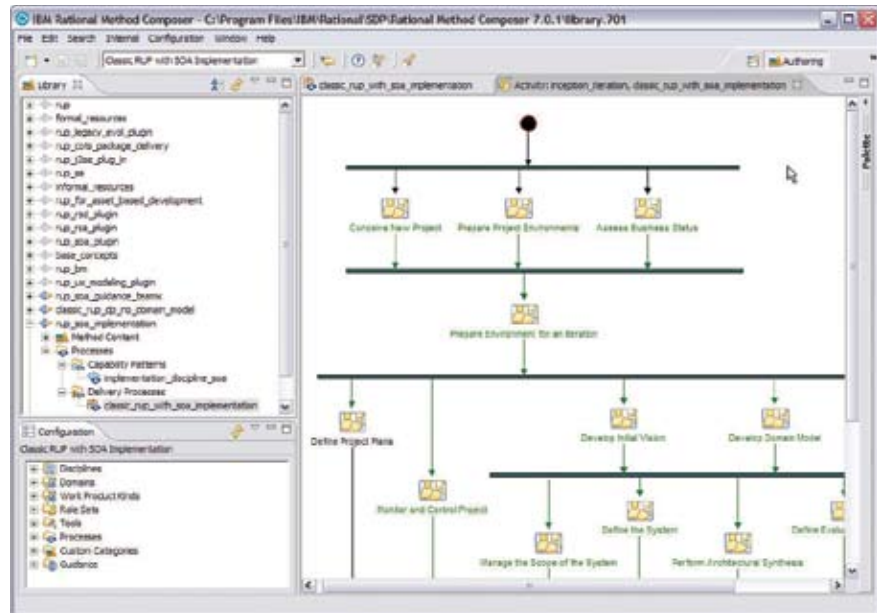 IBM Rational Method Composer - C:\Program Files\IBM\Rational\SDP\Rational Method Composer 7.0.1\library.701
File Edit Search Internal Configuration Window Help
Classic RUP with SOA Implementation
Authoring
Library
rup
formal_resources
rup_legacy_evol_plugin
rup_cots_package_delivery
rup_j2ee_plug_in
rup_se
informal_resources
rup_for_asset_based_development
rup_rsd_plugin
rup_rsa_plugin
rup_soa_plugin
base_concepts
rup_bm
rup_ux_modeling_plugin
rup_soa_guidance_teamx
classic_rup_dp_no_domain_model
rup_soa_implementation
Method Content
Processes
Capability Patterns
implementation_discipline_soa
Delivery Processes
classic_rup_with_soa_implementation
Configuration
Classic RUP with SOA Implementation
Disciplines
Domains
Work Product Kinds
Role Sets
Tools
Processes
Custom Categories
Guidance
classic_rup_with_soa_implementation
Activity: inception_iteration, classic_rup_with_soa_implementation
Palette
Conceive New Project
Prepare Project Environments
Assess Business Status
Prepare Environment for an Iteration
Define Project Plans
Develop Initial Vision
Develop Domain Model
Monitor and Control Project
Define the System
Define Evalu
Manage the Scope of the System
Perform Architectural Synthesis